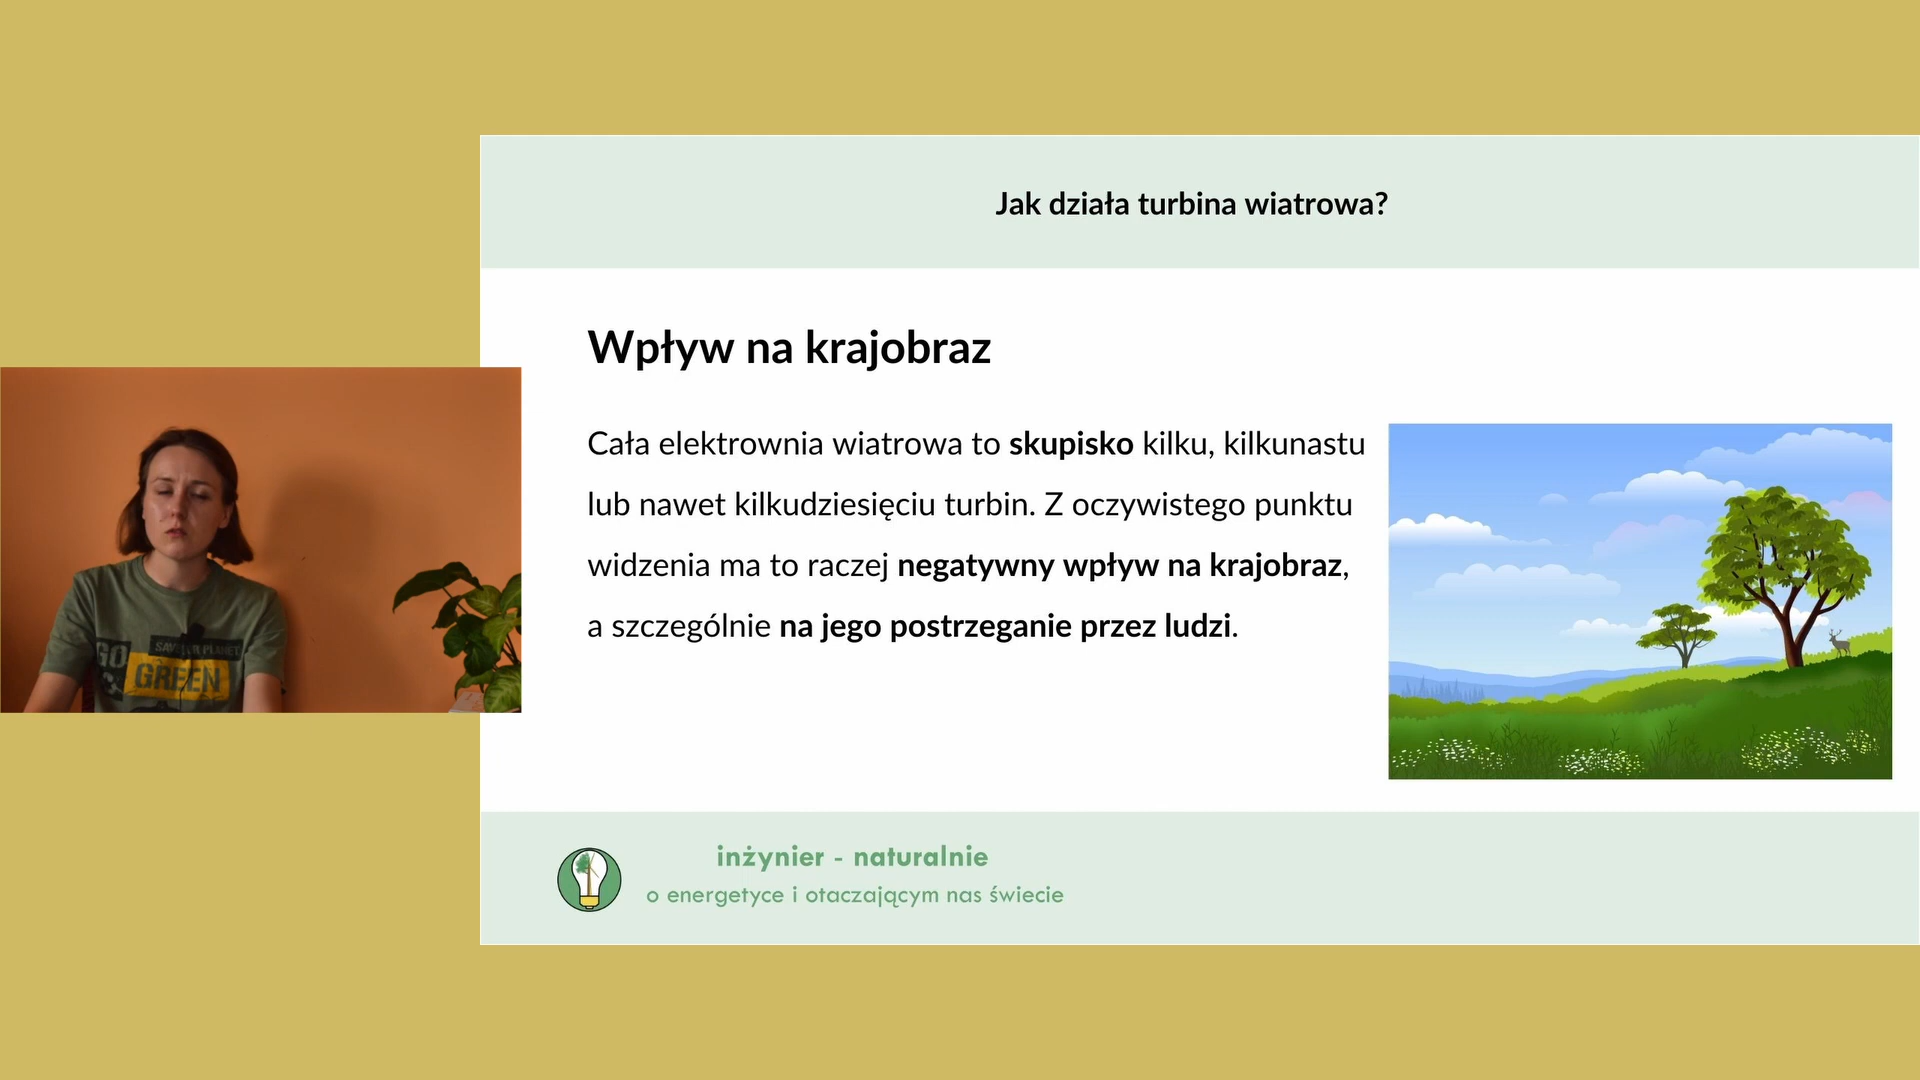 Jak działa turbina wiatrowa?
Wpływ na krajobraz
Cała elektrownia wiatrowa to skupisko kilku, kilkunastu
lub nawet kilkudziesięciu turbin. Z oczywistego punktu
widzenia ma to raczej negatywny wpływ na krajobraz,
a szczególnie na jego postrzeganie przez ludzi.
GO
GREEN
inżynier - naturalnie
o energetyce i otaczającym nas świecie